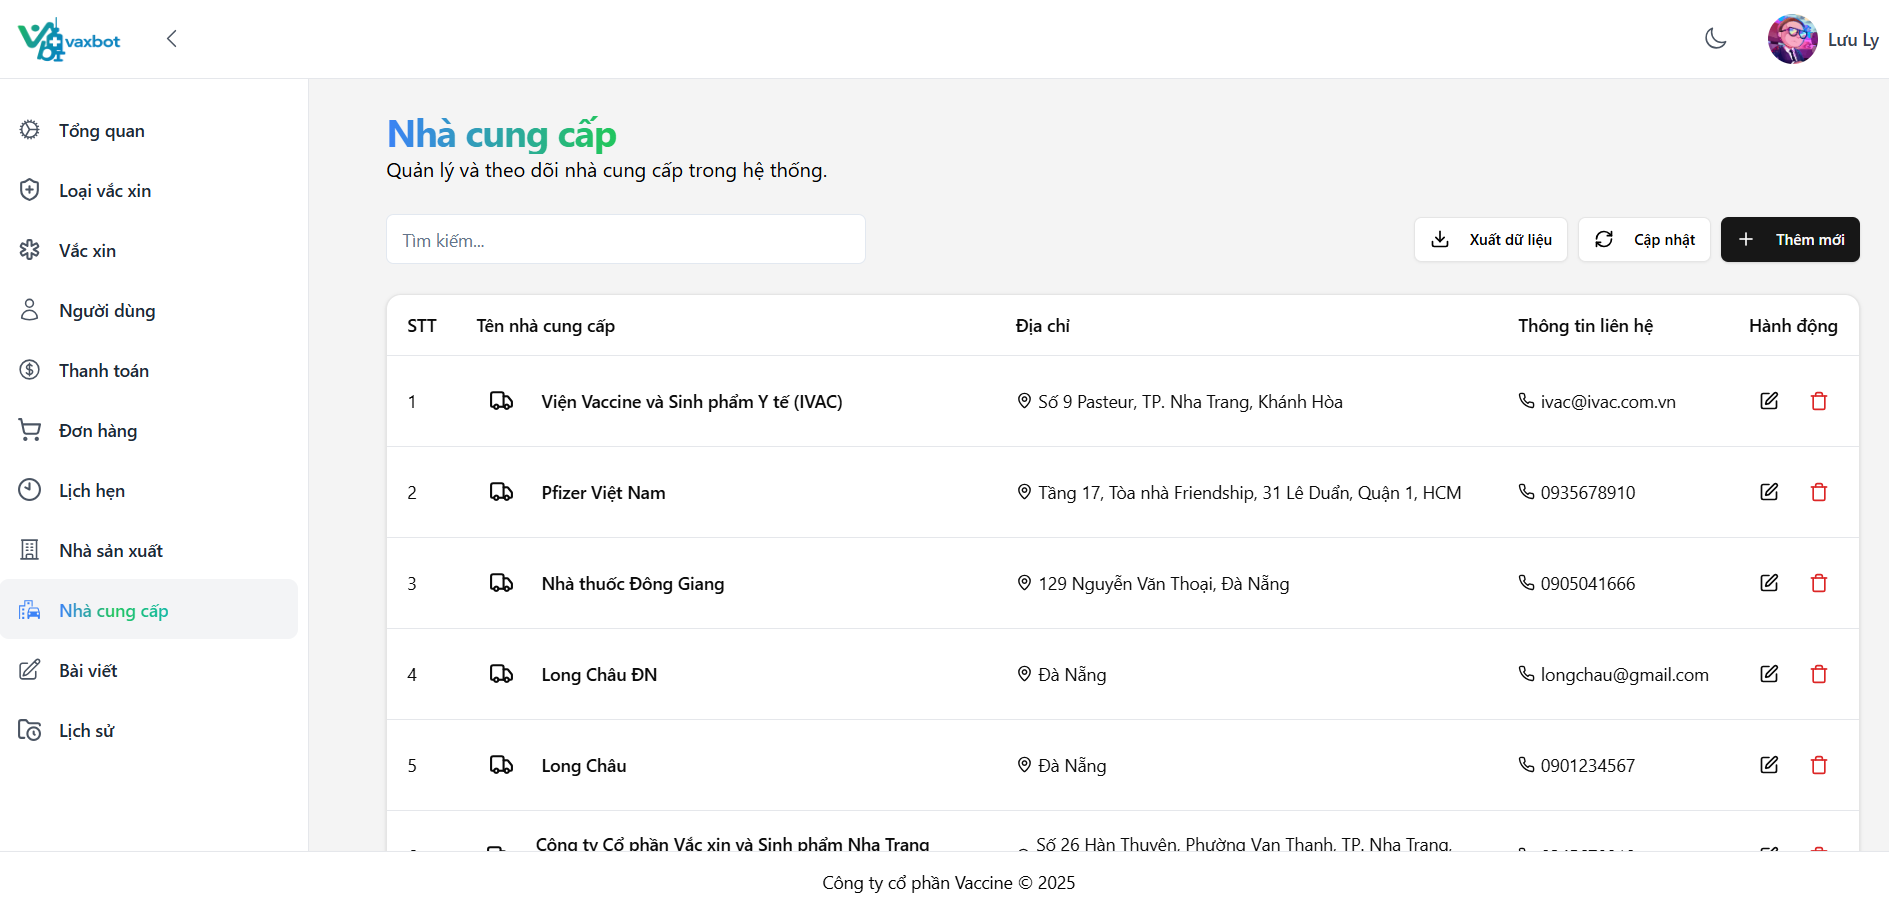 vaxbot
Lưu Ly
Tổng quan
Loại vắc xin
Vắc xin
Người dùng
Thanh toán
Đơn hàng
Lịch hẹn
Nhà sản xuất
Nhà cung cấp
Bài viết
Lịch sử
Nhà cung cấp
Quản lý và theo dõi nhà cung cấp trong hệ thống.
Tìm kiếm...
Xuất dữ liệu
Cập nhật
Thêm mới
STT Tên nhà cung cấp Địa chỉ Thông tin liên hệ Hành động
1 Viện Vaccine và Sinh phẩm Y tế (IVAC) Số 9 Pasteur, TP. Nha Trang, Khánh Hòa ivac@ivac.com.vn
2 Pfizer Việt Nam Tầng 17, Tòa nhà Friendship, 31 Lê Duẩn, Quận 1, HCM 0935678910
3 Nhà thuốc Đông Giang 129 Nguyễn Văn Thoại, Đà Nẵng 0905041666
4 Long Châu ĐN Đà Nẵng longchau@gmail.com
5 Long Châu Đà Nẵng 0901234567
Công ty Cổ phần Vắc xin và Sinh phẩm Nha Trang Số 26 Hàn Thuyên, Phường Vạn Thạnh, TP. Nha Trang,
Công ty cổ phần Vaccine © 2025